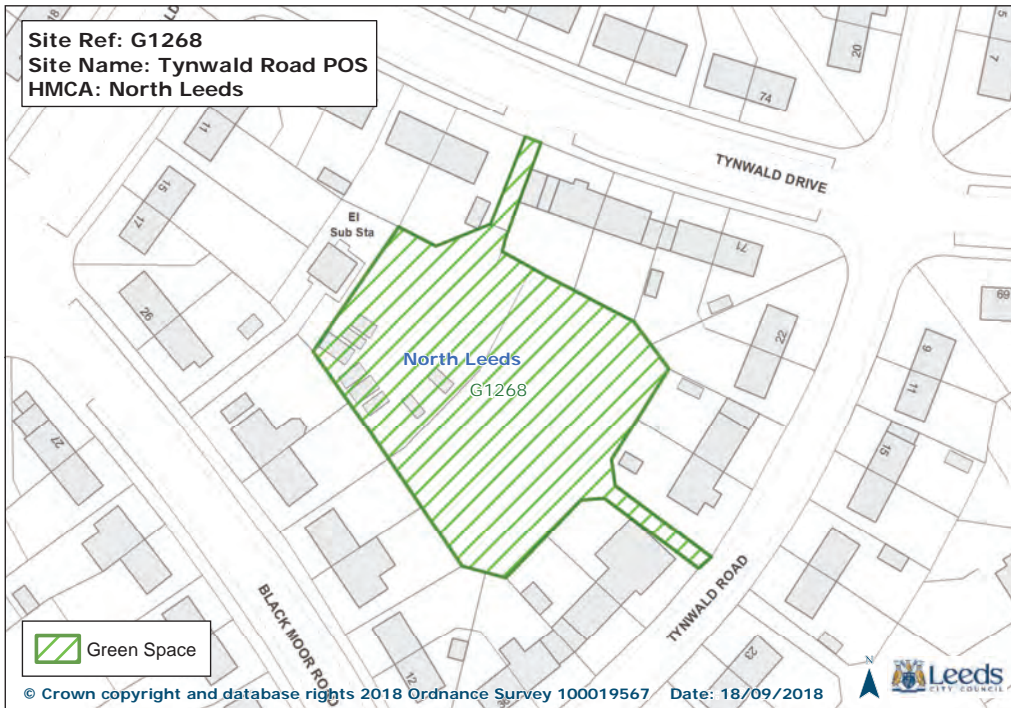 Site Ref: G1268
Site Name: Tynwald Road POS
HMCA: North Leeds
18
20
5
7
74
11
TYNWALD DRIVE
15
17
El
Sub Sta
71
26
22
69
North Leeds
G1268
9
11
27
15
BLACK MOOR ROAD
TYNWALD ROAD
12
23
Green Space
N
Leeds
CITY COUNCIL
© Crown copyright and database rights 2018 Ordnance Survey 100019567 Date: 18/09/2018